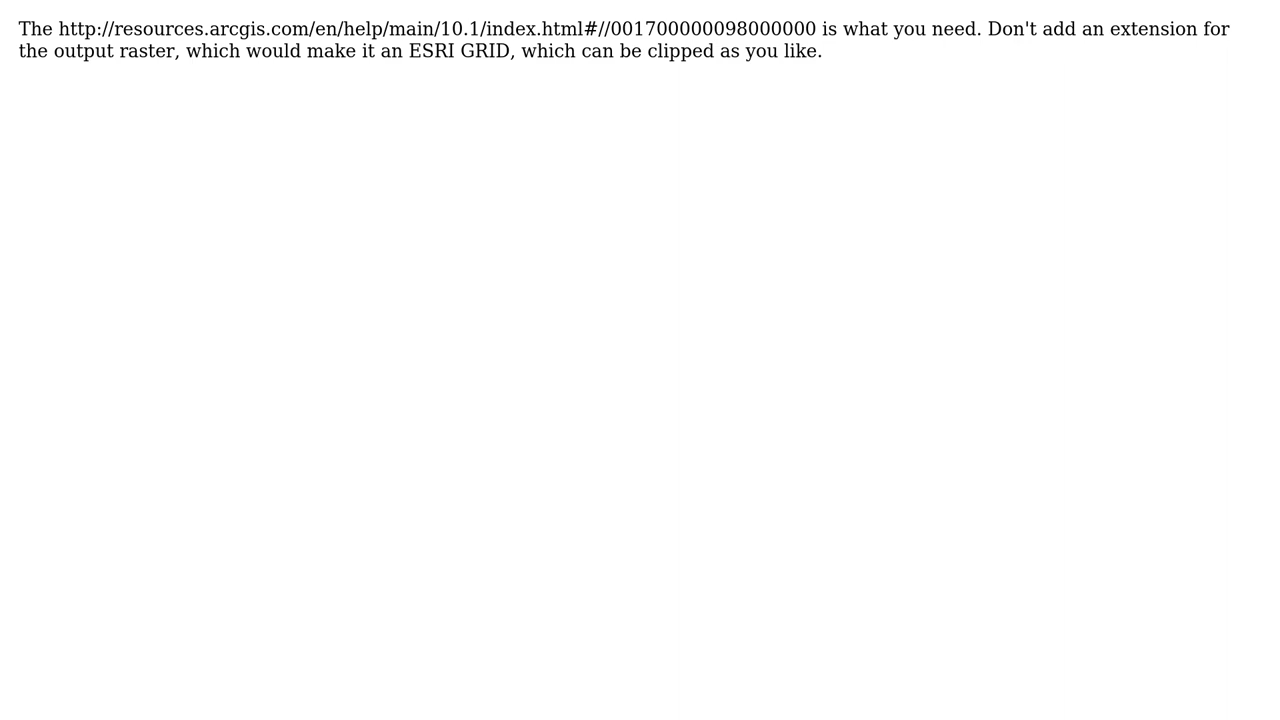 The http://resources.arcgis.com/en/help/main/10.1/index.html#//001700000098000000 is what you need. Don't add an extension for
the output raster, which would make it an ESRI GRID, which can be clipped as you like.